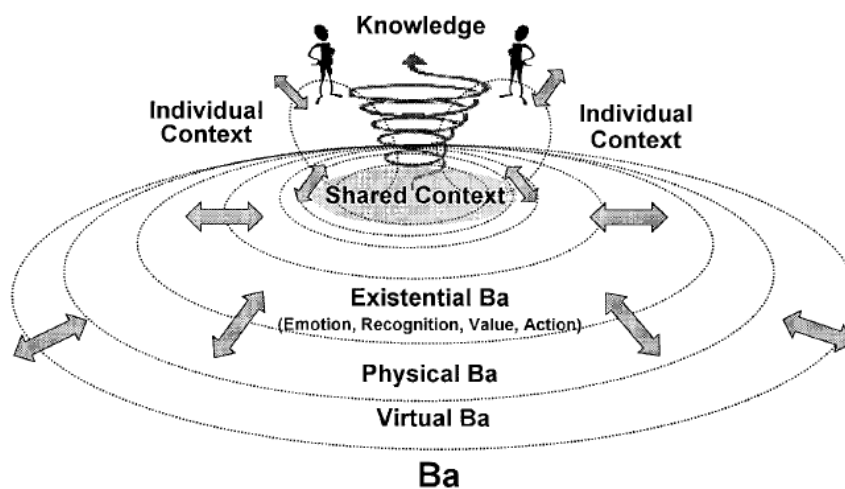 Knowledge
Individual
Context
Individual
Context
Shared Context
Existential Ba
(Emotion, Recognition, Value, Action)
Physical Ba
Virtual Ba
Ba